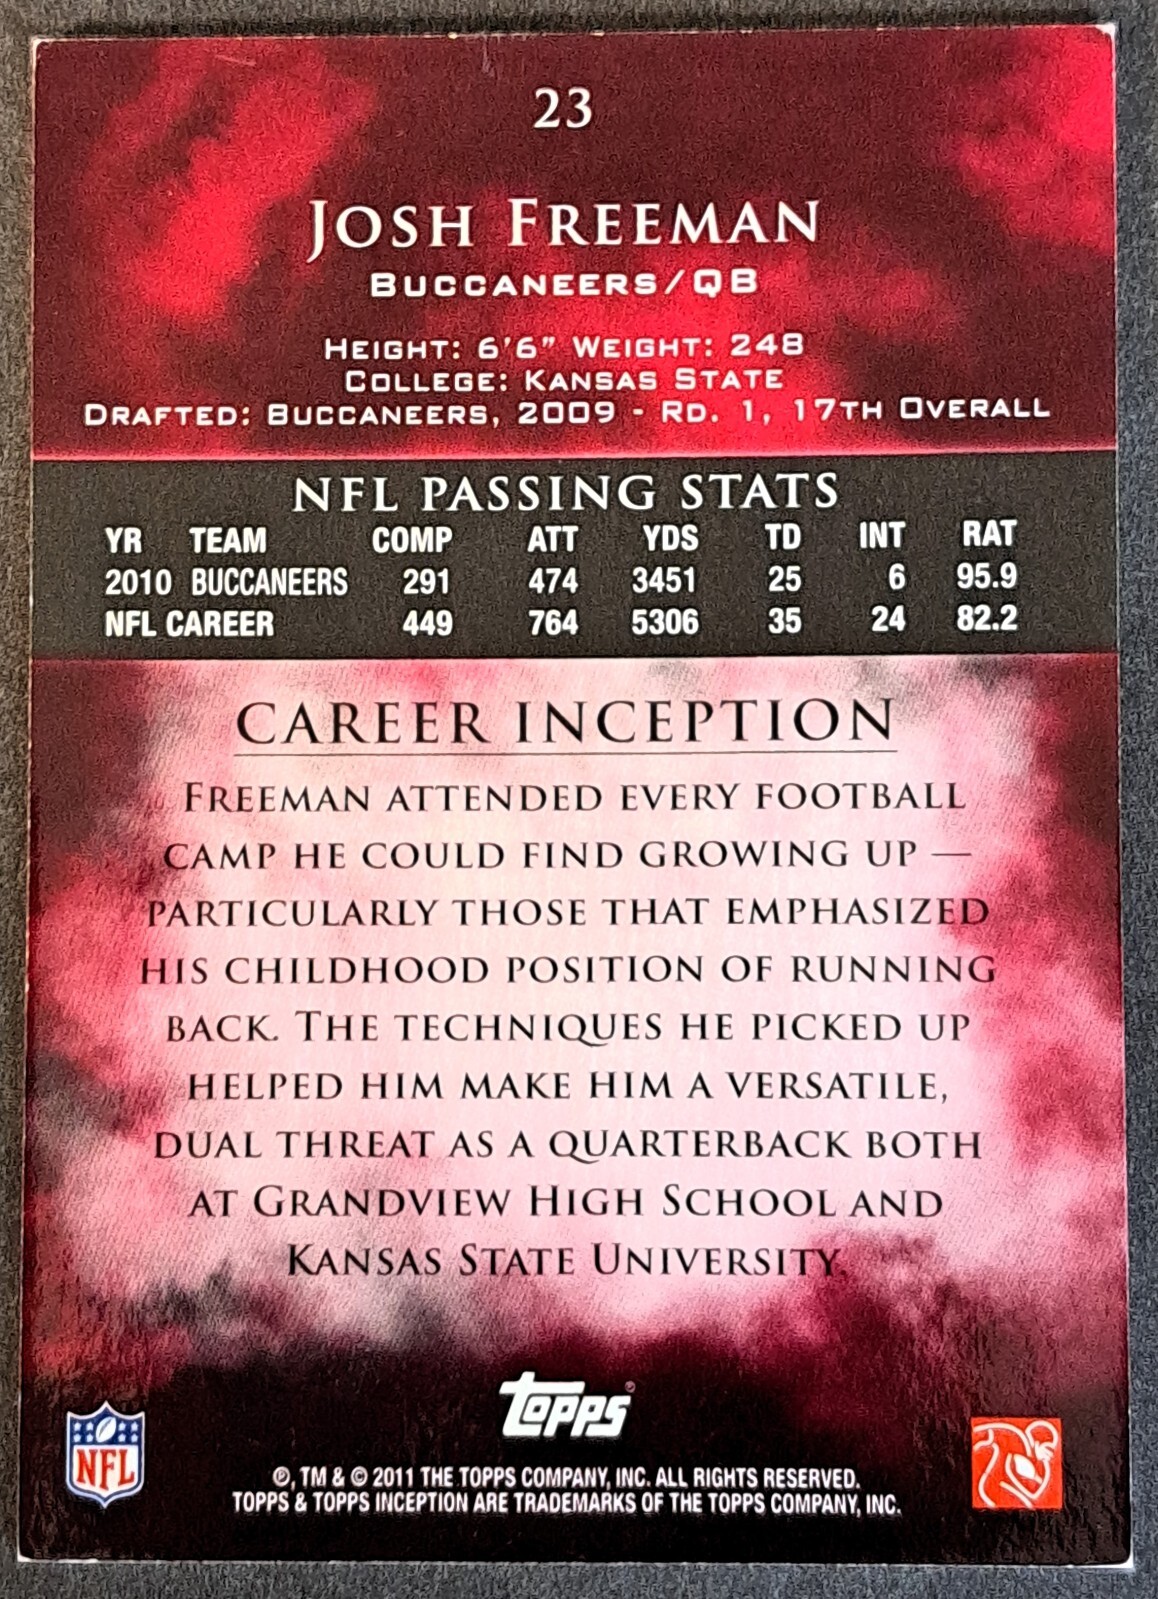 23
JOSH FREEMAN
BUCCANEERS/QB
HEIGHT: 6'6" WEIGHT: 248
COLLEGE: KANSAS STATE
DRAFTED: BUCCANEERS, 2009 - RD. 1, 17TH OVERALL
NFL PASSING STATS
YR TEAM COMP ATT YDS TD INT RAT
2010 BUCCANEERS 291 474 3451 25 6 95.9
NFL CAREER 449 764 5306 35 24 82.2
CAREER INCEPTION
FREEMAN ATTENDED EVERY FOOTBALL
CAMP HE COULD FIND GROWING UP —
PARTICULARLY THOSE THAT EMPHASIZED
HIS CHILDHOOD POSITION OF RUNNING
BACK. THE TECHNIQUES HE PICKED UP
HELPED HIM MAKE HIM A VERSATILE,
DUAL THREAT AS A QUARTERBACK BOTH
AT GRANDVIEW HIGH SCHOOL AND
KANSAS STATE UNIVERSITY.
Topps
NFL
℗, TM & © 2011 THE TOPPS COMPANY, INC. ALL RIGHTS RESERVED.
TOPPS & TOPPS INCEPTION ARE TRADEMARKS OF THE TOPPS COMPANY, INC.